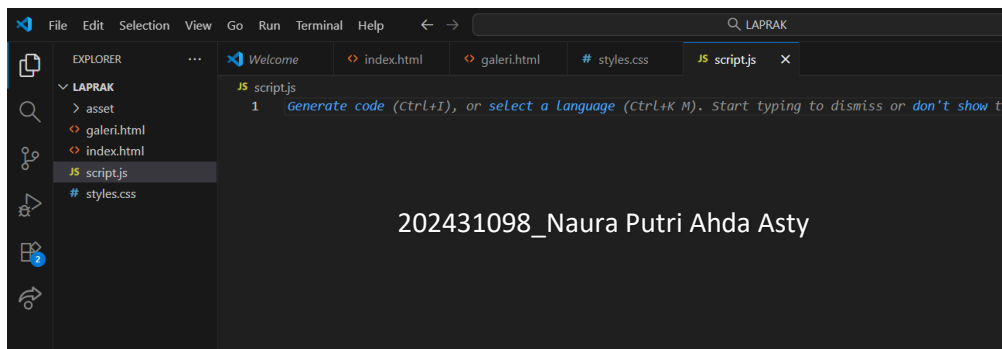 File Edit Selection View Go Run Terminal Help LAPRAK
EXPLORER
Welcome index.html galeri.html # styles.css JS script.js
LAPRAK
asset
galeri.html
index.html
JS script.js
# styles.css
JS script.js
1 Generate code (Ctrl+I), or select a language (Ctrl+K M). Start typing to dismiss or don't show t
2
202431098_Naura Putri Ahda Asty